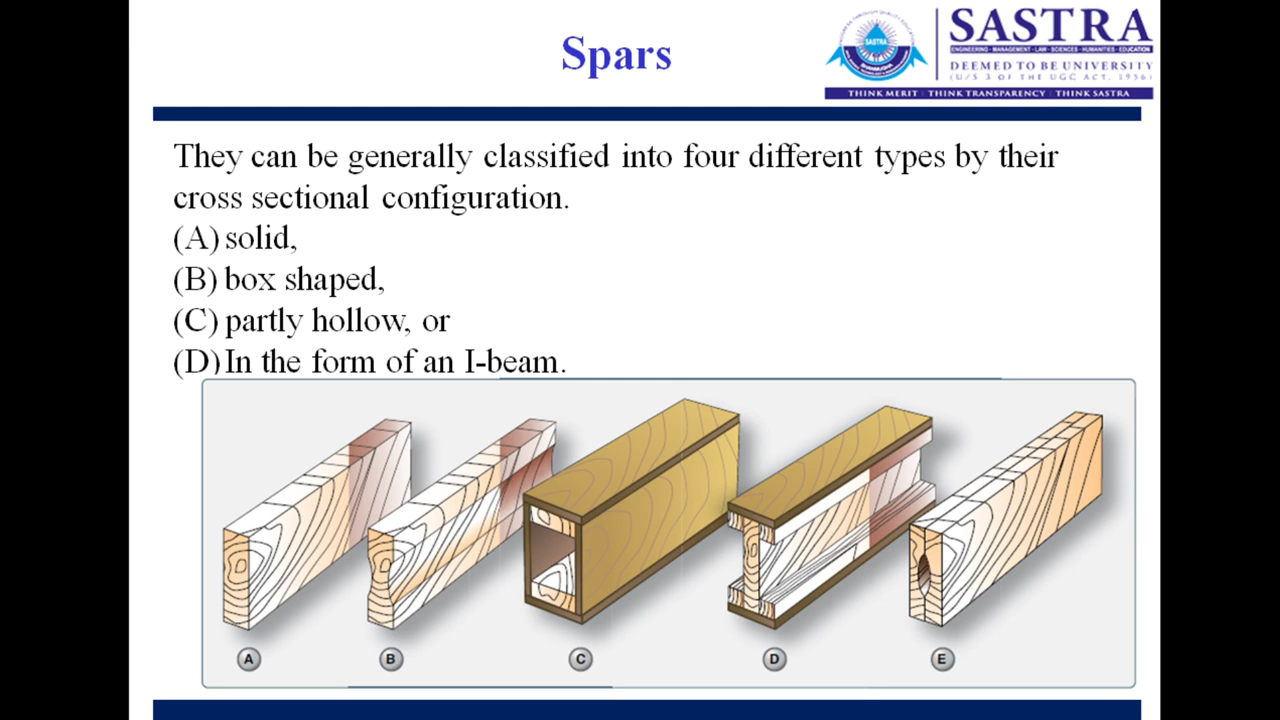 Spars
SASTRA
SASTRA
ENGINEERING · MANAGEMENT · LAW · SCIENCES · HUMANITIES · EDUCATION
DEEMED TO BE UNIVERSITY
(U/S 3 OF THE UGC ACT, 1956)
THINK MERIT | THINK TRANSPARENCY | THINK SASTRA
They can be generally classified into four different types by their
cross sectional configuration.
(A) solid,
(B) box shaped,
(C) partly hollow, or
(D) In the form of an I-beam.
A B C D E